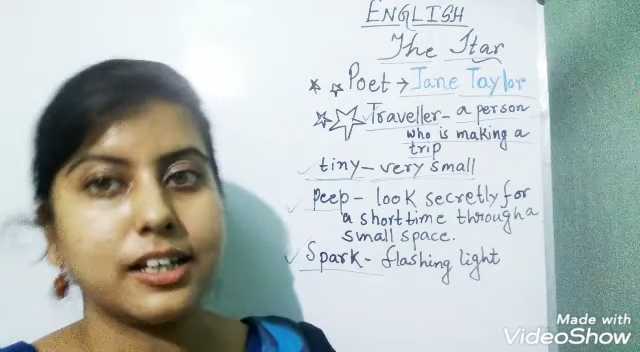 ENGLISH
The Star
Poet → Jane Taylor
Traveller - a person
who is making a
trip
tiny - very small
peep - look secretly for
a short time through a
small space.
Spark - flashing light
Made with
VideoShow